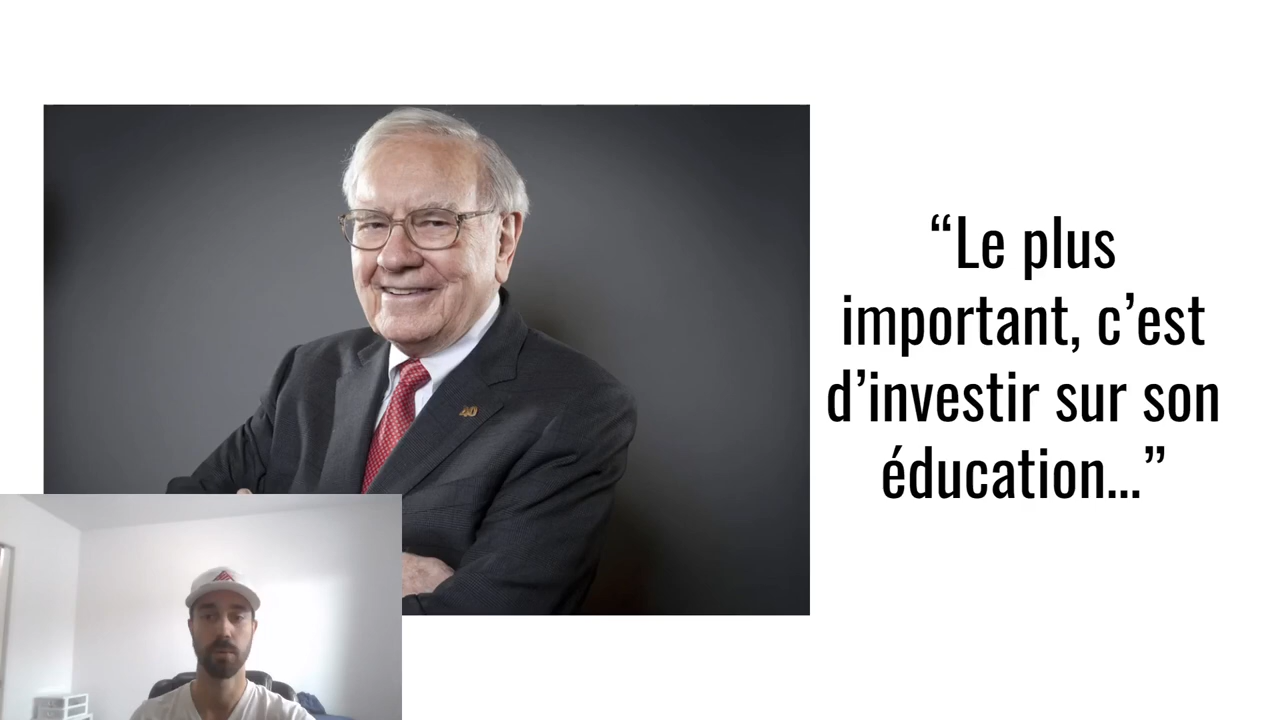 “Le plus
important, c’est
d’investir sur son
éducation...”